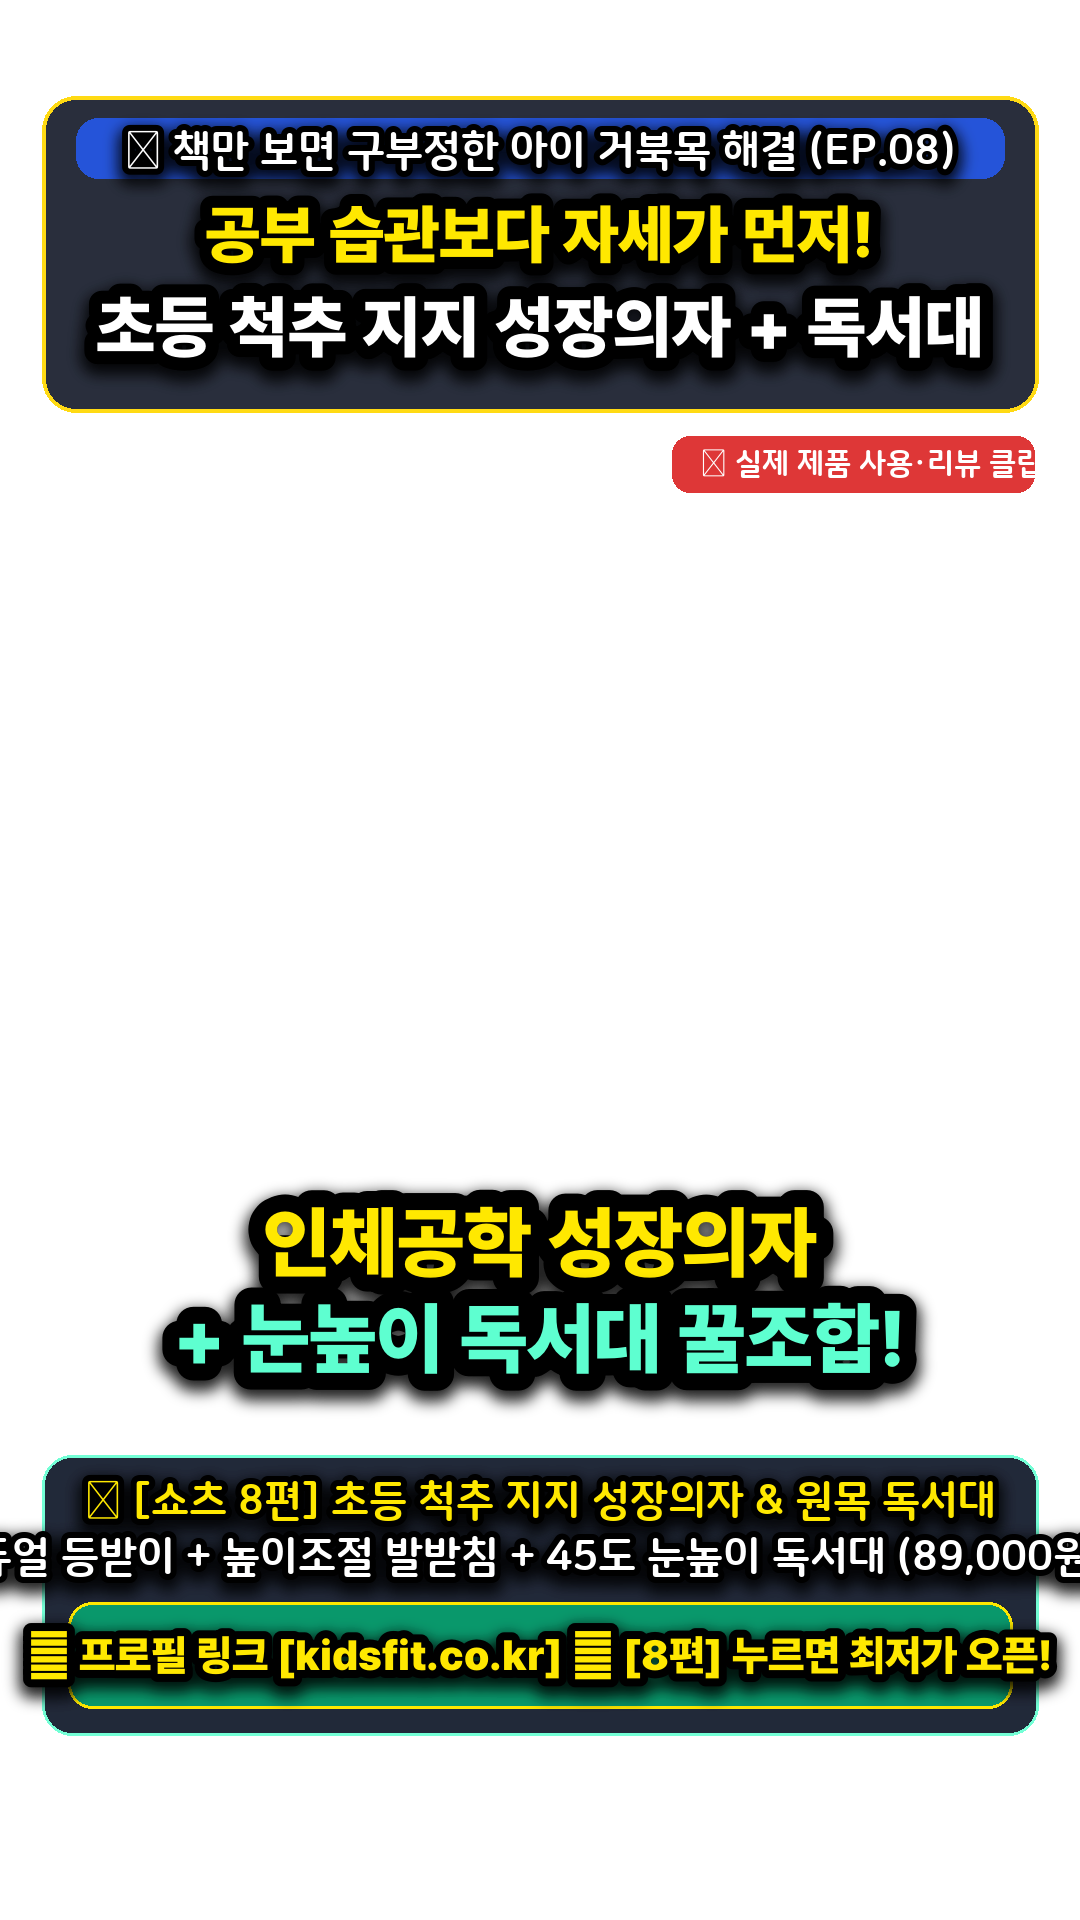 책만 보면 구부정한 아이 거북목 해결 (EP.08)
공부 습관보다 자세가 먼저!
초등 척추 지지 성장의자 + 독서대
실제 제품 사용·리뷰 클립
인체공학 성장의자
+ 눈높이 독서대 꿀조합!
[쇼츠 8편] 초등 척추 지지 성장의자 & 원목 독서대
등받이 + 높이조절 발받침 + 45도 눈높이 독서대 (89,000원
프로필 링크 [kidsfit.co.kr] [8편] 누르면 최저가 오픈!